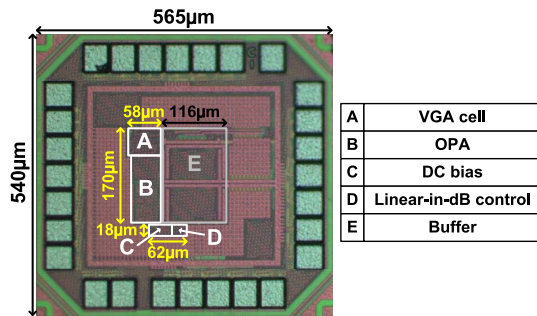 565μm
540μm
58μm
116μm
170μm
A
B
E
18μm
C
D
62μm
A VGA cell
B OPA
C DC bias
D Linear-in-dB control
E Buffer